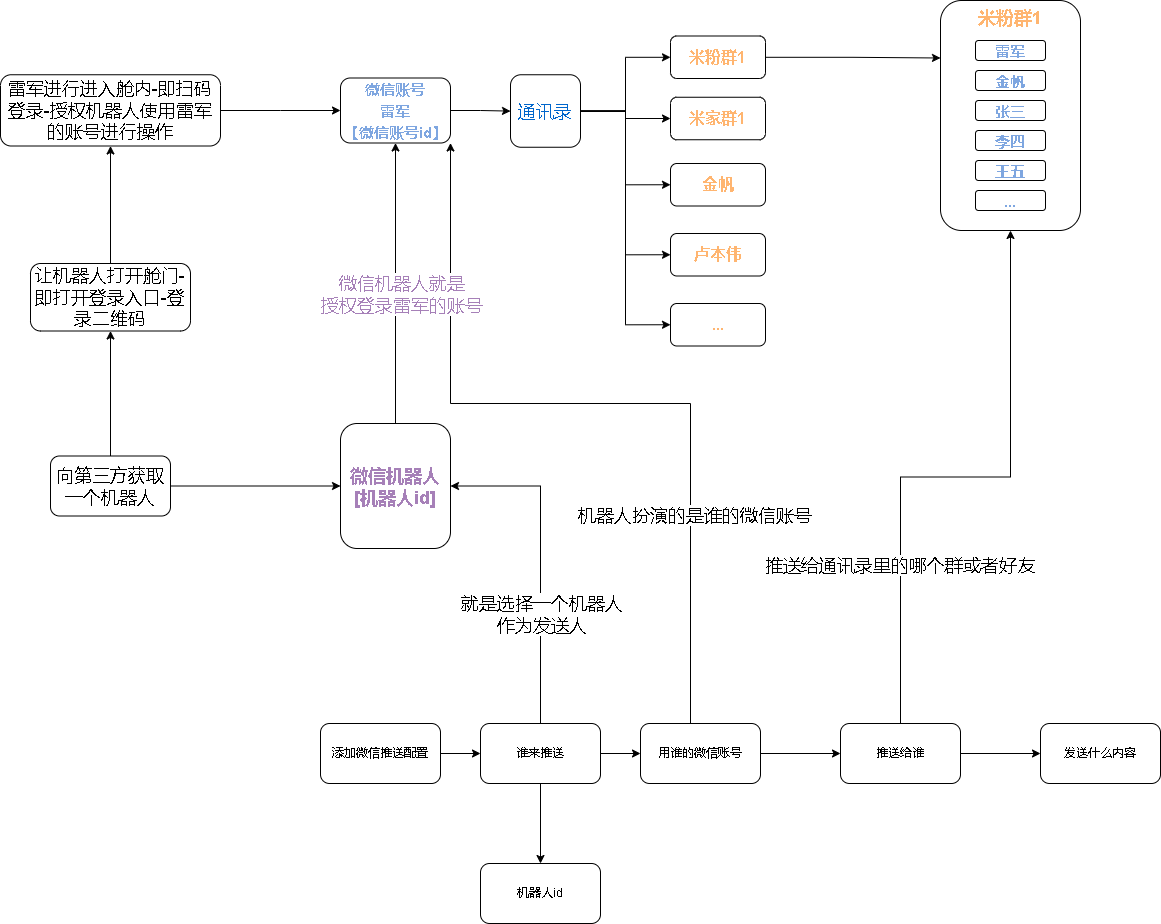 米粉群1
雷军
金帆
张三
李四
王五
...
雷军进行进入舱内-即扫码
登录-授权机器人使用雷军
的账号进行操作
微信账号
雷军
【微信账号id】
通讯录
米粉群1
米家群1
金帆
卢本伟
...
让机器人打开舱门-
即打开登录入口-登
录二维码
微信机器人就是
授权登录雷军的账号
向第三方获取
一个机器人
微信机器人
[机器人id]
机器人扮演的是谁的微信账号
推送给通讯录里的哪个群或者好友
就是选择一个机器人
作为发送人
添加微信推送配置
谁来推送
用谁的微信账号
推送给谁
发送什么内容
机器人id